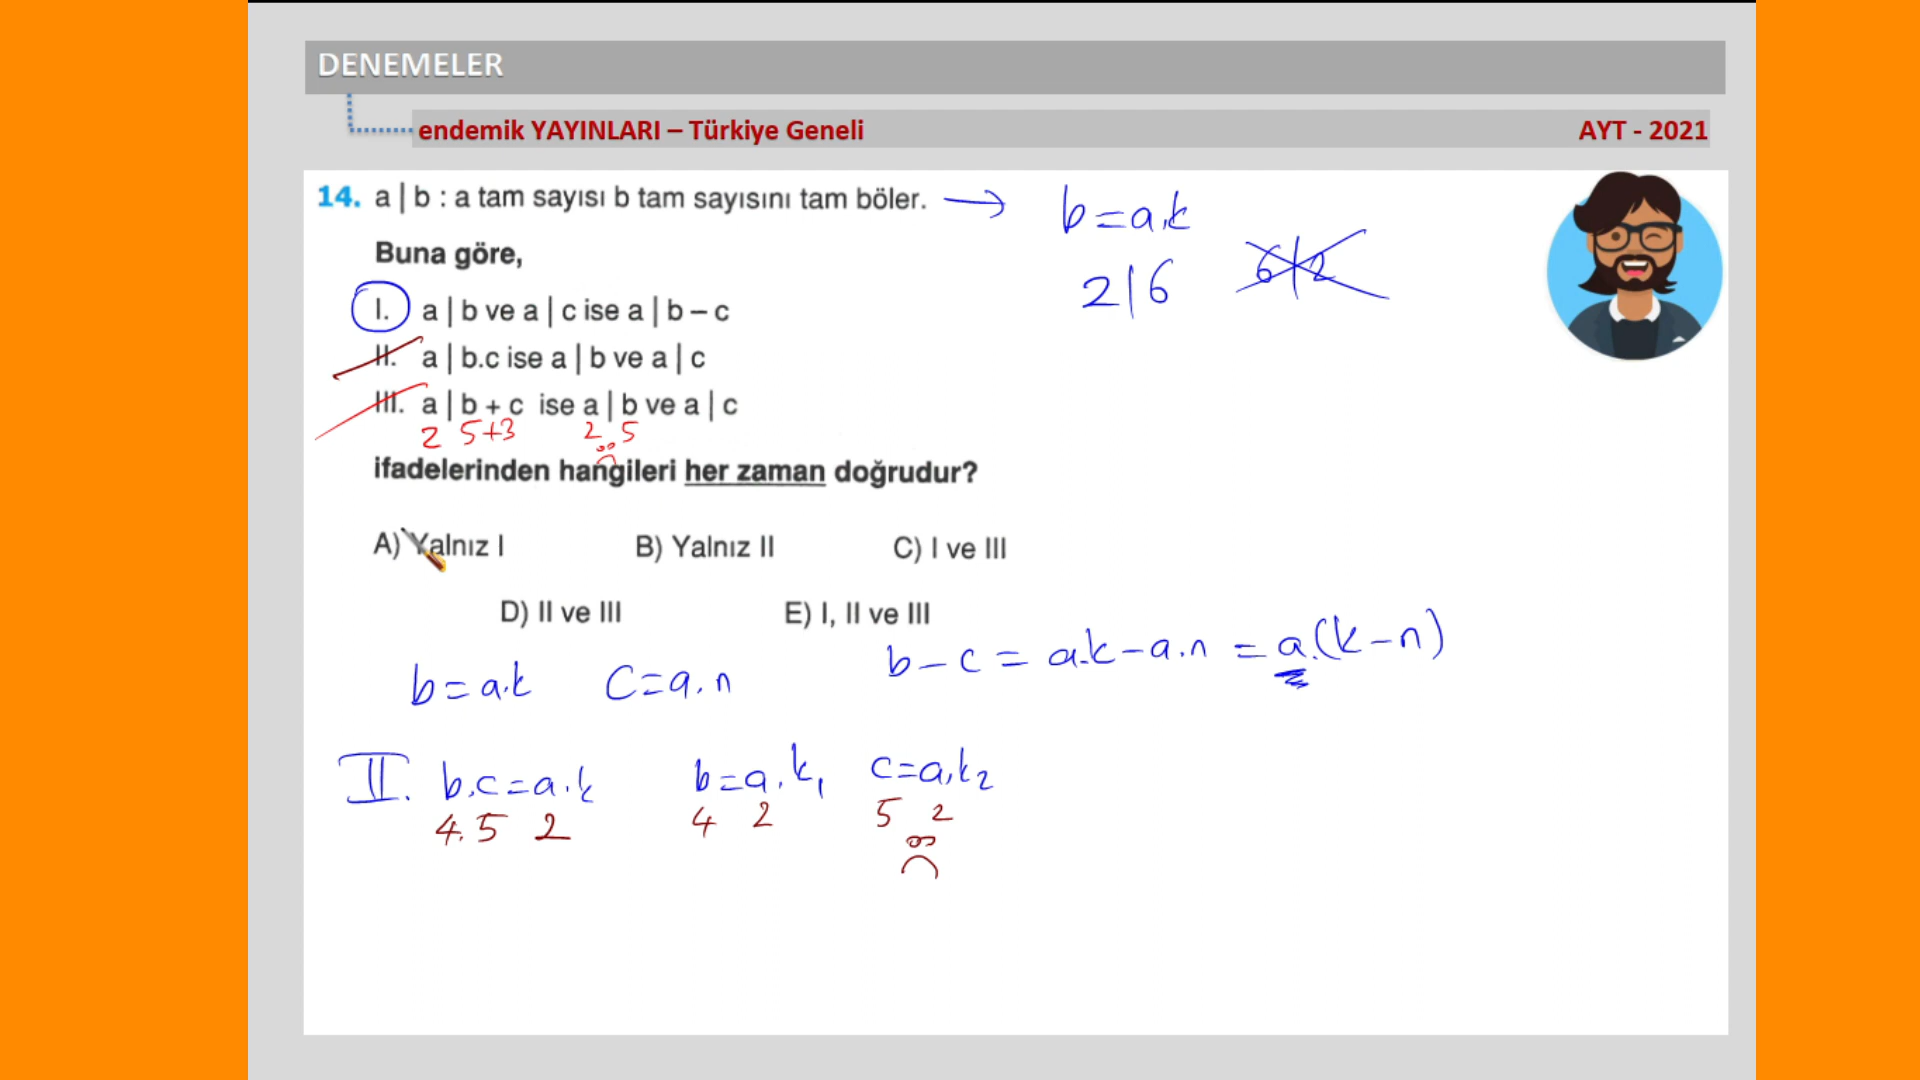 DENEMELER
endemik YAYINLARI – Türkiye Geneli AYT - 2021
14. a | b : a tam sayısı b tam sayısını tam böler. → b=a.k
Buna göre,
2|6 6|2
I. a | b ve a | c ise a | b – c
II. a | b.c ise a | b ve a | c
III. a | b + c ise a | b ve a | c
2 5+3 2 5
ifadelerinden hangileri her zaman doğrudur?
A) Yalnız I B) Yalnız II C) I ve III
D) II ve III E) I, II ve III
b=a.k C=a.n b–c = a.k–a.n = a.(k–n)
II. b.c=a.k b=a.k₁ c=a.k₂
4.5 2 4 2 5 2